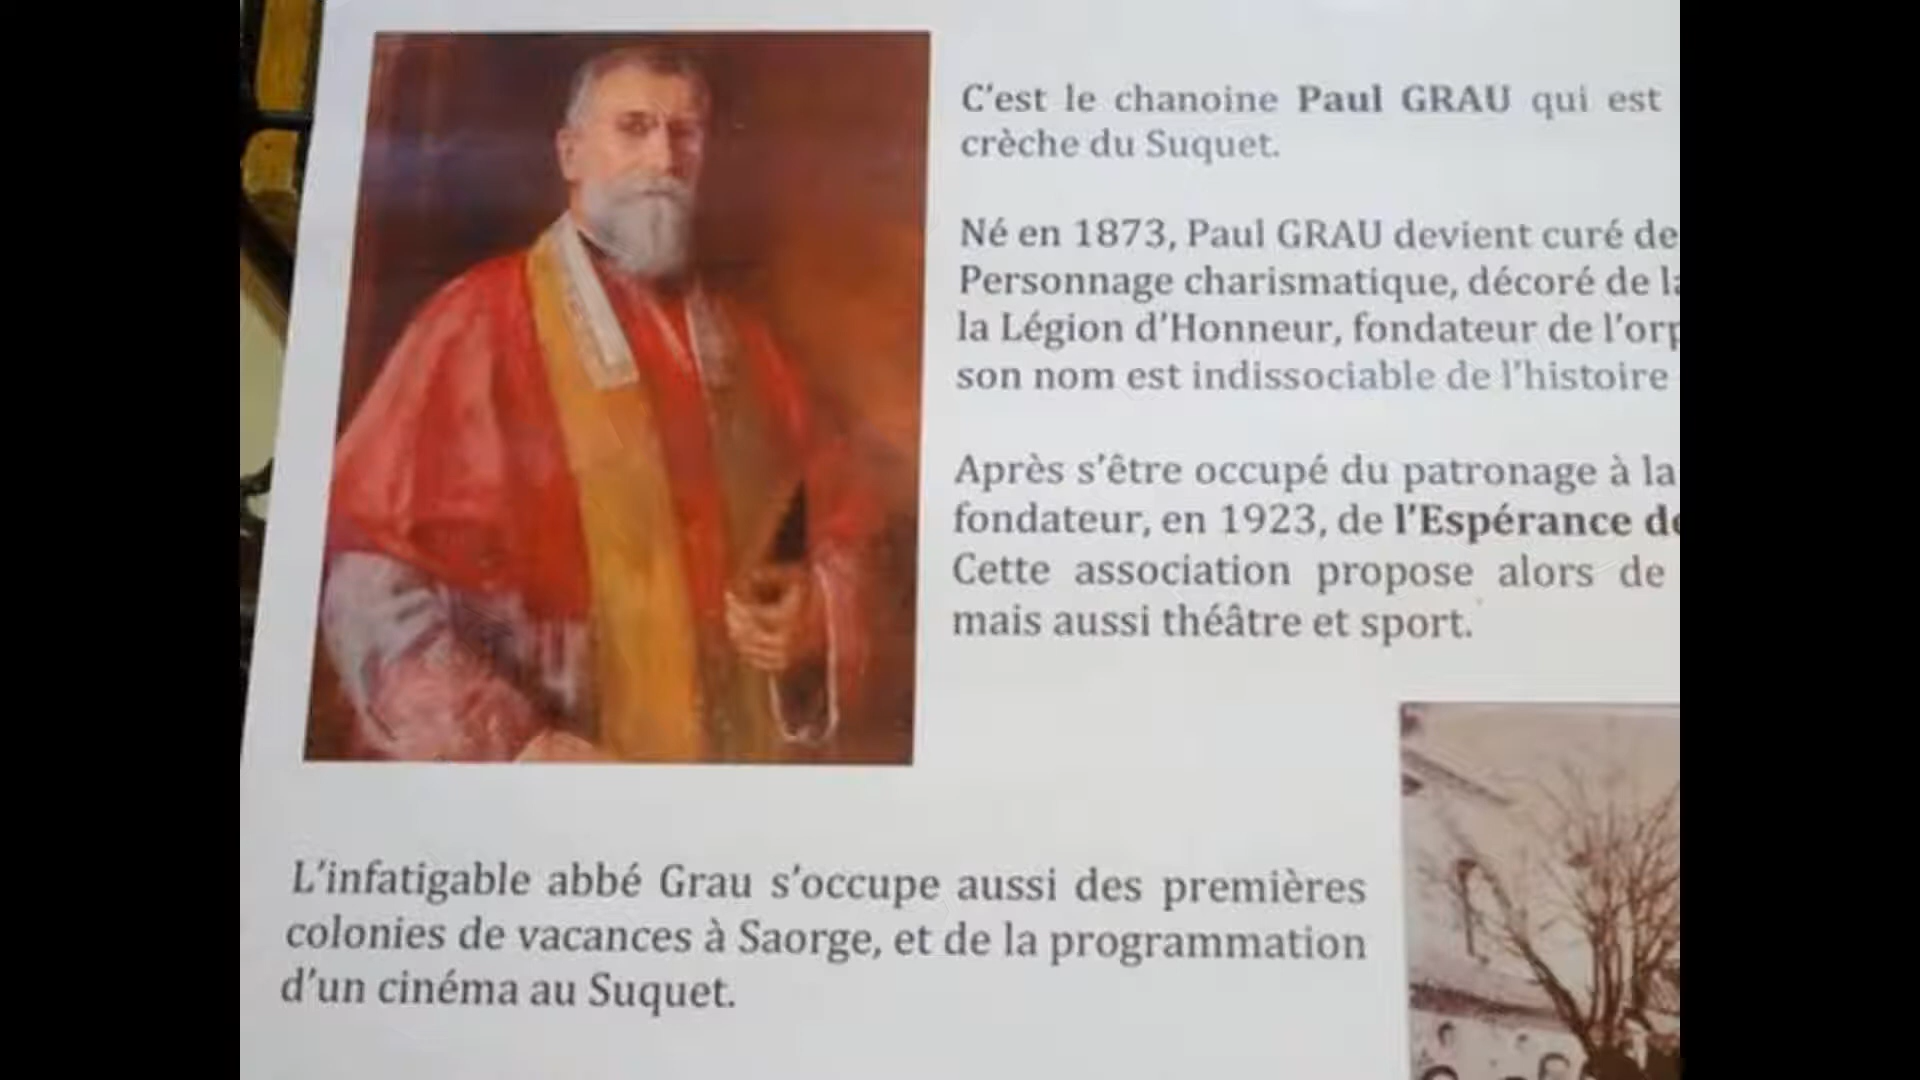 C'est le chanoine Paul GRAU qui est
crèche du Suquet.
Né en 1873, Paul GRAU devient curé de
Personnage charismatique, décoré de
la Légion d'Honneur, fondateur de
son nom est indissociable de l'histoire
Après s'être occupé du patronage à la
fondateur, en 1923, de l'Espérance
Cette association propose alors de
mais aussi théâtre et sport.
L'infatigable abbé Grau s'occupe aussi des premières
colonies de vacances à Saorge, et de la programmation
d'un cinéma au Suquet.